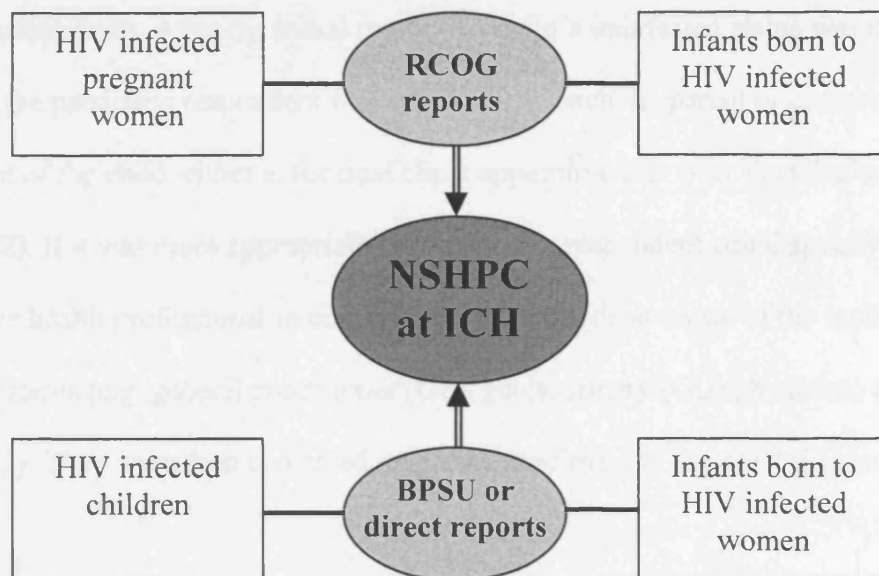 HIV infected
pregnant
women
RCOG
reports
Infants born to
HIV infected
women
NSHPC
at ICH
HIV infected
children
BPSU or
direct reports
Infants born to
HIV infected
women